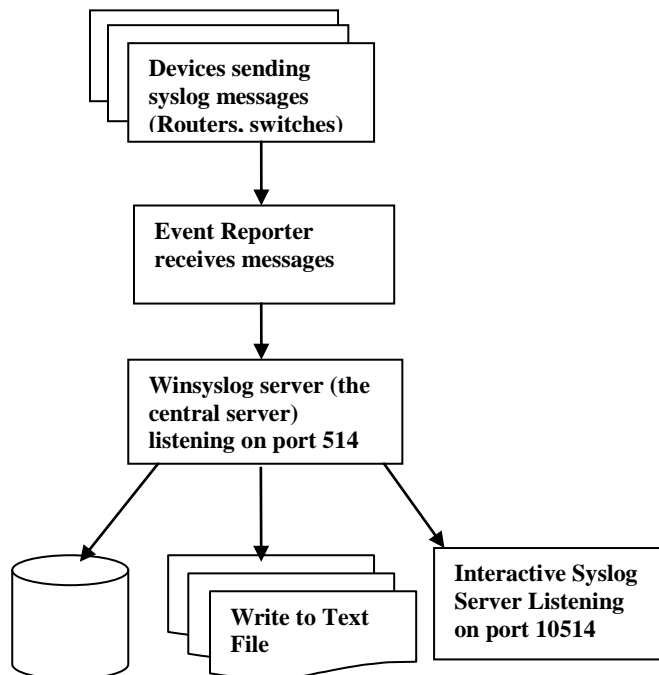 Devices sending
syslog messages
(Routers, switches)
Event Reporter
receives messages
Winsyslog server (the
central server)
listening on port 514
Write to Text
File
Interactive Syslog
Server Listening
on port 10514